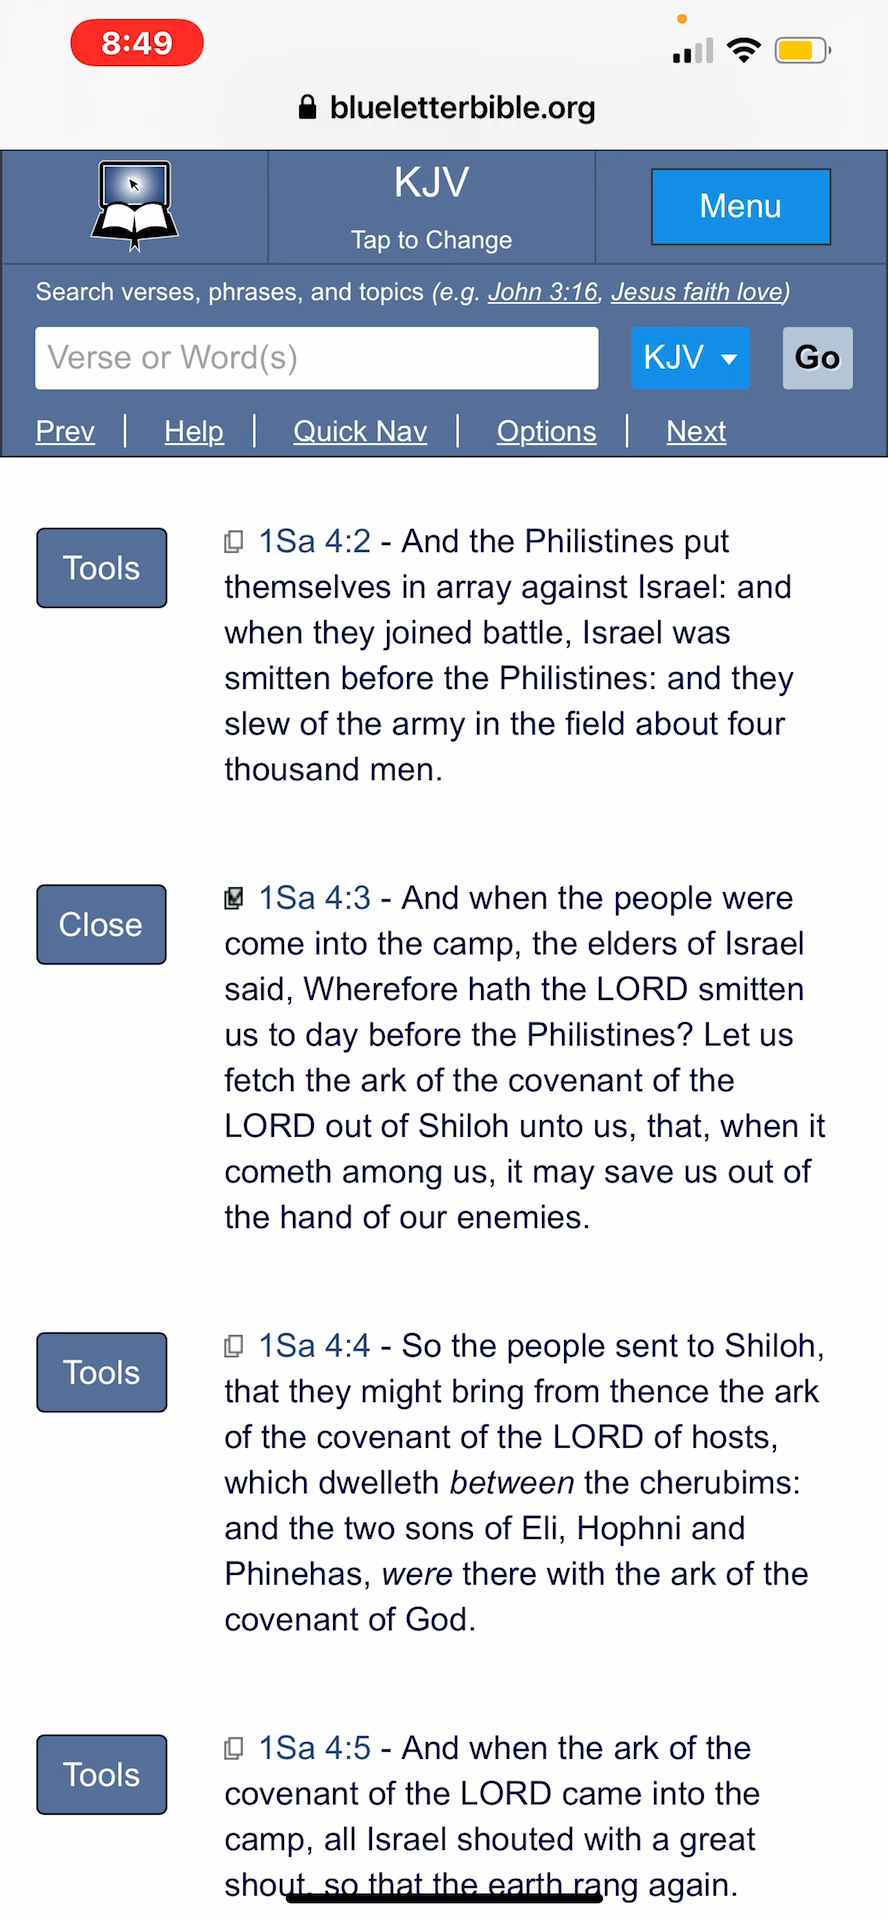 8:49
blueletterbible.org
KJV
Tap to Change
Menu
Search verses, phrases, and topics (e.g. John 3:16, Jesus faith love)
Verse or Word(s)
KJV
Go
Prev | Help | Quick Nav | Options | Next
Tools
1Sa 4:2 - And the Philistines put
themselves in array against Israel: and
when they joined battle, Israel was
smitten before the Philistines: and they
slew of the army in the field about four
thousand men.
Close
1Sa 4:3 - And when the people were
come into the camp, the elders of Israel
said, Wherefore hath the LORD smitten
us to day before the Philistines? Let us
fetch the ark of the covenant of the
LORD out of Shiloh unto us, that, when it
cometh among us, it may save us out of
the hand of our enemies.
Tools
1Sa 4:4 - So the people sent to Shiloh,
that they might bring from thence the ark
of the covenant of the LORD of hosts,
which dwelleth between the cherubims:
and the two sons of Eli, Hophni and
Phinehas, were there with the ark of the
covenant of God.
Tools
1Sa 4:5 - And when the ark of the
covenant of the LORD came into the
camp, all Israel shouted with a great
shout, so that the earth rang again.